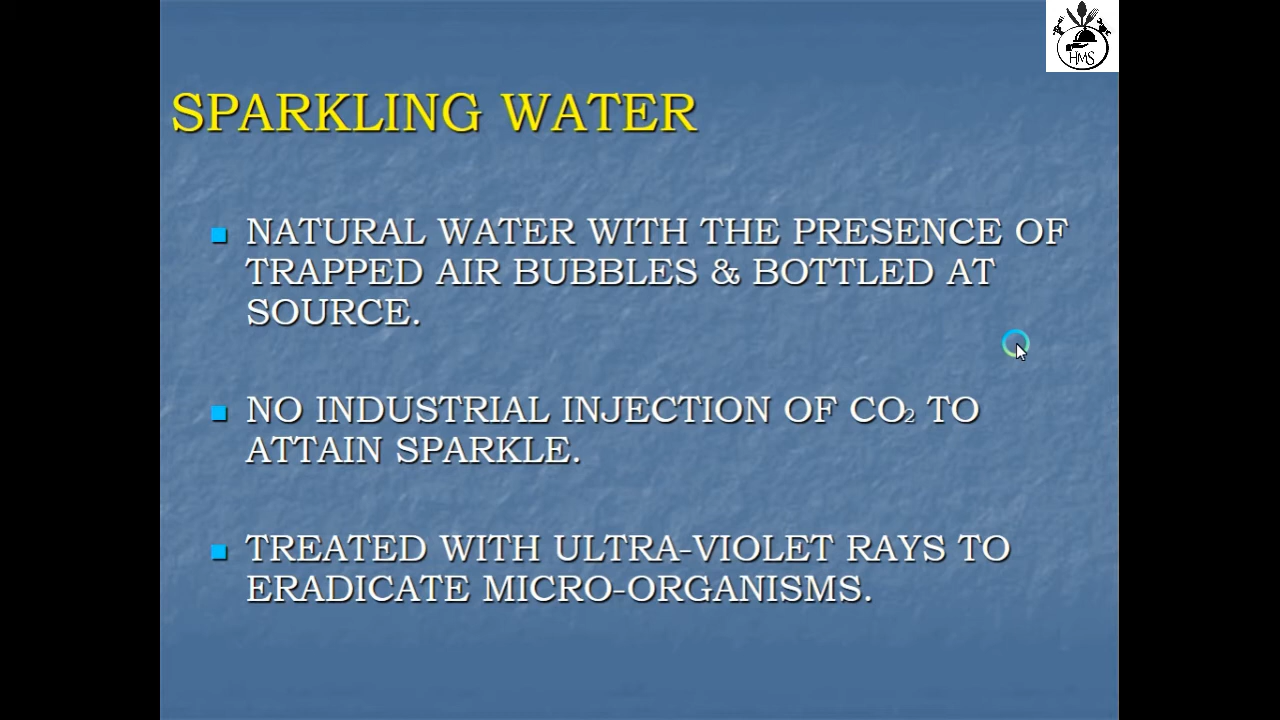 HMS
SPARKLING WATER
NATURAL WATER WITH THE PRESENCE OF
TRAPPED AIR BUBBLES & BOTTLED AT
SOURCE.
NO INDUSTRIAL INJECTION OF CO₂ TO
ATTAIN SPARKLE.
TREATED WITH ULTRA-VIOLET RAYS TO
ERADICATE MICRO-ORGANISMS.